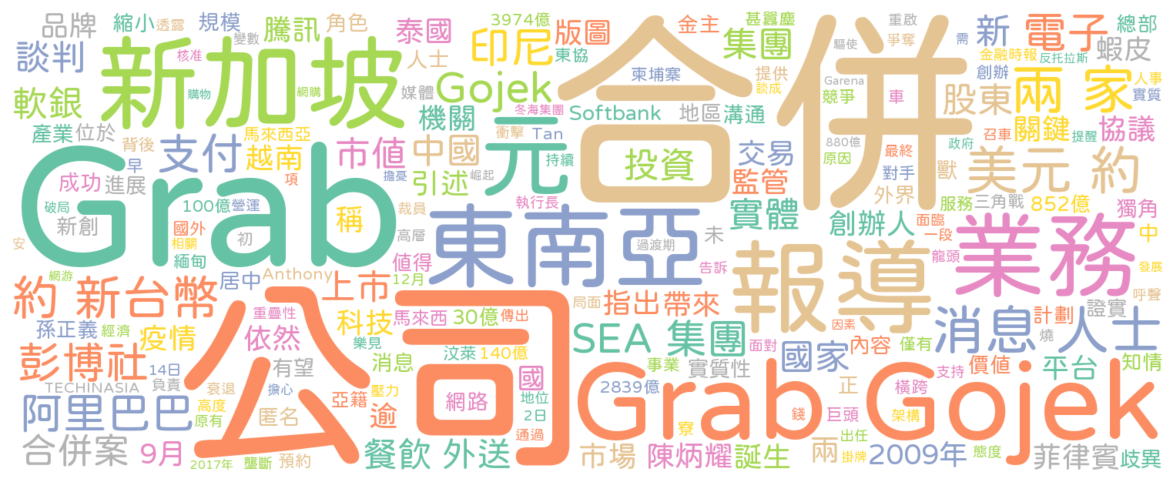 品牌 縮小 透露 規模 變數 騰訊 角色 泰國 3974億 印尼 版圖 金主 甚囂塵 重啟 需 新 電子 總部
談判 新加坡 核准 購物 網購 人士 媒體 東協 集團 合併 驅使 爭奪 金融時報 反托拉斯 蝦皮
軟銀 Gojek 冬海集團 柬埔寨 提供 談成 Garena 競爭 車 創辦 股東 兩 家 人事 實質
產業 位於 背後 馬來西亞 機關 衝擊 Tan Softbank 地區 溝通 880億 原因 最終 召車 政府 關鍵 提醒 協議
成功 進展 早 支付 越南 項 市值 擔憂 中國 崛起 持續 元 投資 交易 監管 對手 外界 獸 美元 約
Grab 破局 新創 100億 國外 相關 緬甸 營運 初 稱 裁員 引述 執行長 實體 創辦人 服務 面臨 一段 三角戰 852億 獨角 中
安 網游 居中 Anthony 高層 值得 12月 東南亞 過渡期 未 告訴 報導 龍頭 業務 發展
約 新台幣 重疊性 上市 馬來西 30億 傳出 局面 指出 帶來 因素 計劃 證實 呼聲
孫正義 經濟 疫情 依然 科技 樂見 汶萊 140億 SEA 集團 國家 燒 內容 僅有 消息 人士
彭博社 14日 TECHINASIA 負責 衰退 擔心 有望 消息 壓力 國 事業 實質性 面對 正 橫跨 支持 價值 平台 知情
阿里巴巴 高度 原有 匿名 亞籍 逾 公司 網路 地位 2日 2839億 Grab Gojek 錢 巨頭 架構
合併案 9月 2017年 壟斷 預約 餐飲 外送 通過 寮 市場 陳炳耀 誕生 兩 出任 掛牌 2009年 態度 菲律賓 歧異